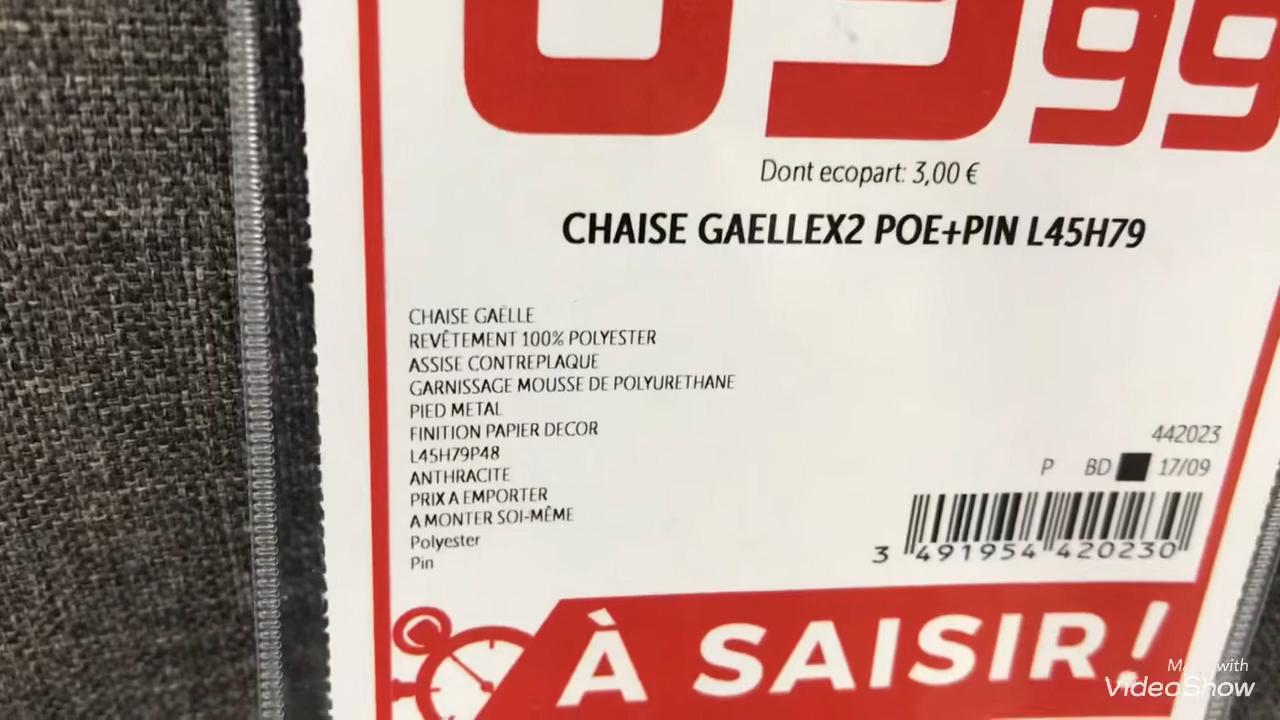 99
Dont ecopart: 3,00 €
CHAISE GAELLEX2 POE+PIN L45H79
CHAISE GAËLLE
REVÊTEMENT 100% POLYESTER
ASSISE CONTREPLAQUE
GARNISSAGE MOUSSE DE POLYURETHANE
PIED METAL
FINITION PAPIER DECOR
L45H79P48
ANTHRACITE
PRIX A EMPORTER
A MONTER SOI-MÊME
Polyester
Pin
442023
P BD 17/09
3 491954 420230
À SAISIR!
Made with
VideoShow